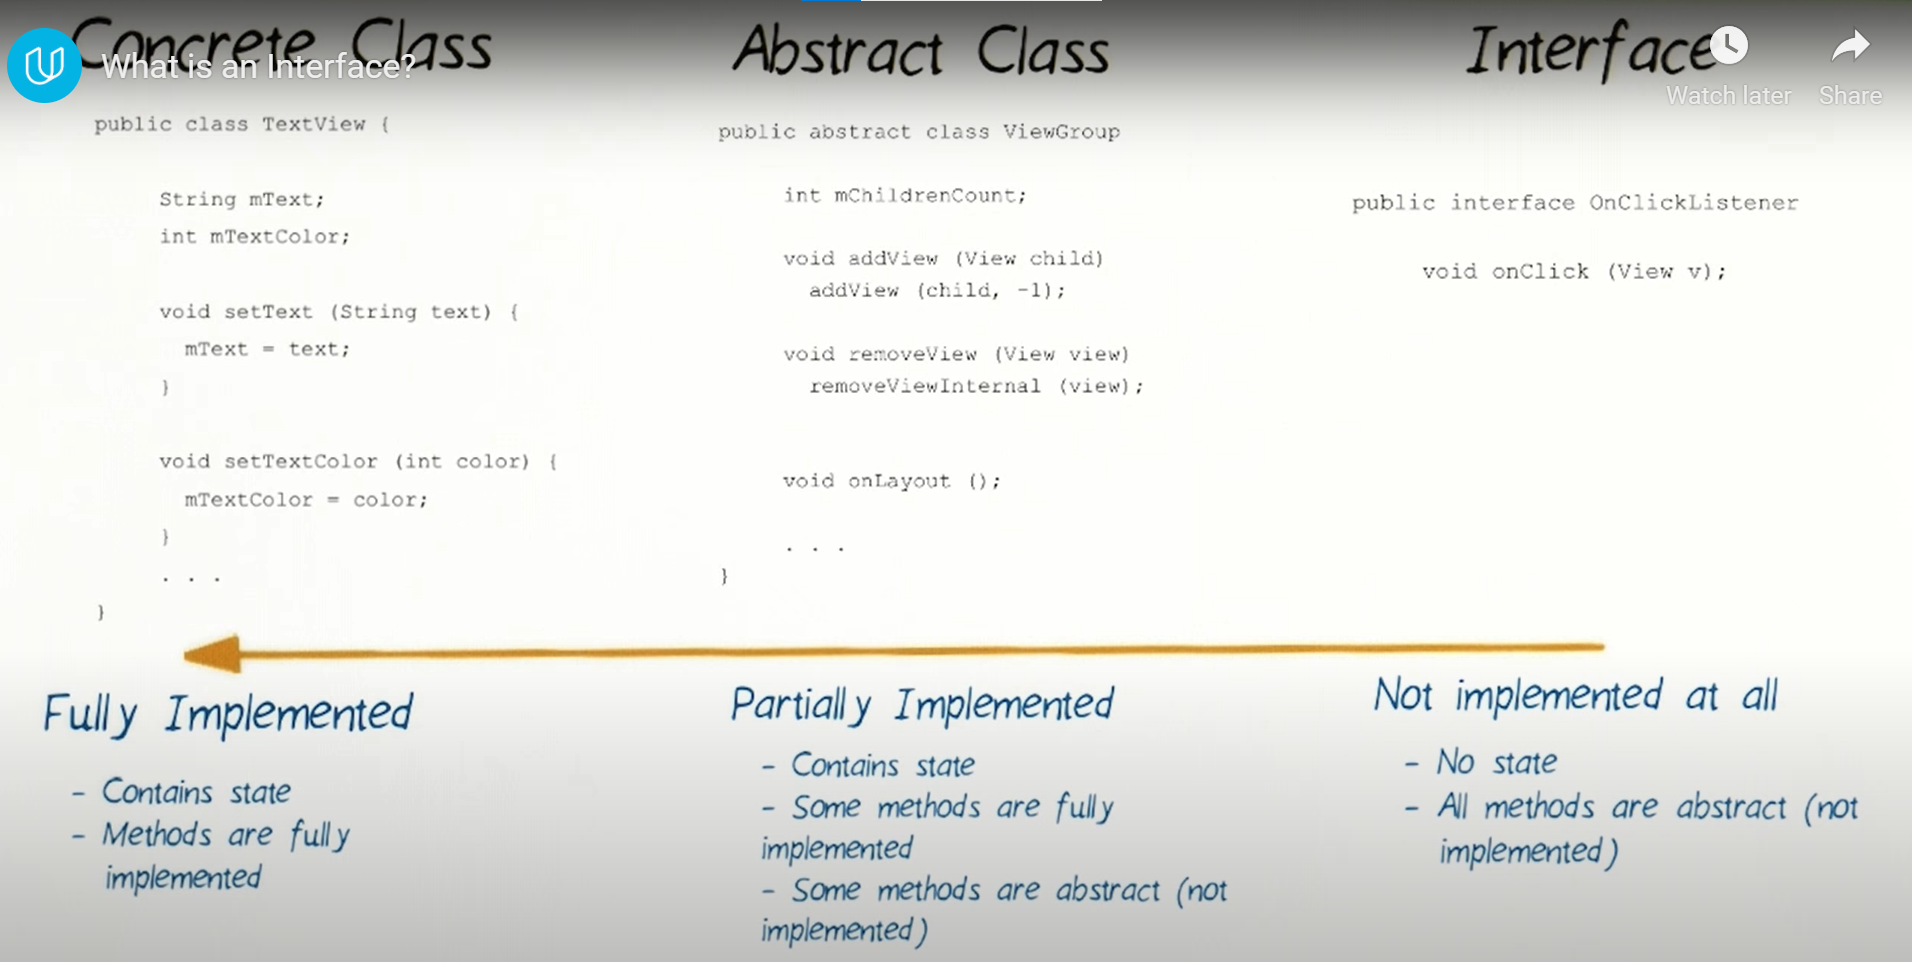 Concrete Class
What is an Interface?
public class TextView {
String mText;
int mTextColor;
void setText (String text) {
mText = text;
}
void setTextColor (int color) {
mTextColor = color;
}
. . .
}
Fully Implemented
- Contains state
- Methods are fully
implemented
Abstract Class
public abstract class ViewGroup
int mChildrenCount;
void addView (View child)
addView (child, -1);
void removeView (View view)
removeViewInternal (view);
void onLayout ();
. . .
}
Partially Implemented
- Contains state
- Some methods are fully
implemented
- Some methods are abstract (not
implemented)
Interface
Watch later
Share
public interface OnClickListener
void onClick (View v);
Not implemented at all
- No state
- All methods are abstract (not
implemented)